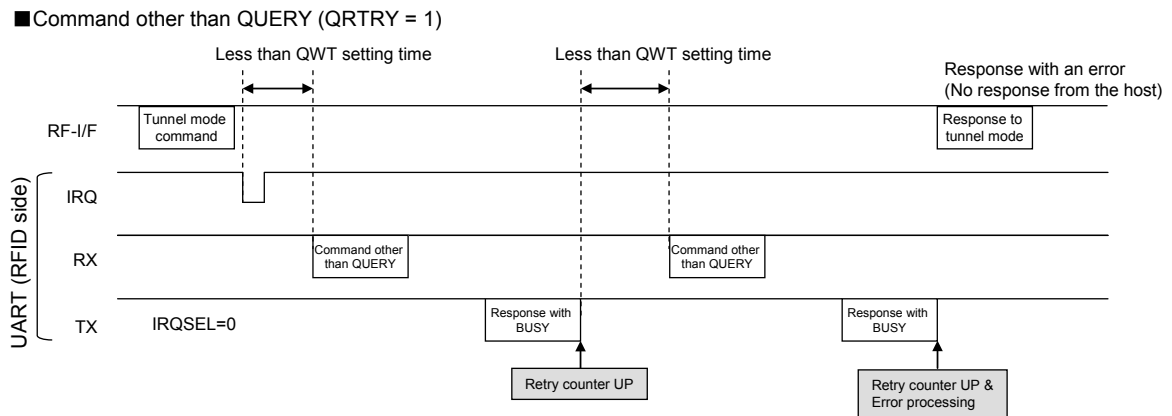 ■Command other than QUERY (QRTRY = 1)
Less than QWT setting time
Less than QWT setting time
Response with an error
(No response from the host)
RF-I/F
Tunnel mode
command
Response to
tunnel mode
UART (RFID side)
IRQ
RX
Command other
than QUERY
Command other
than QUERY
TX
IRQSEL=0
Response with
BUSY
Response with
BUSY
Retry counter UP
Retry counter UP &
Error processing